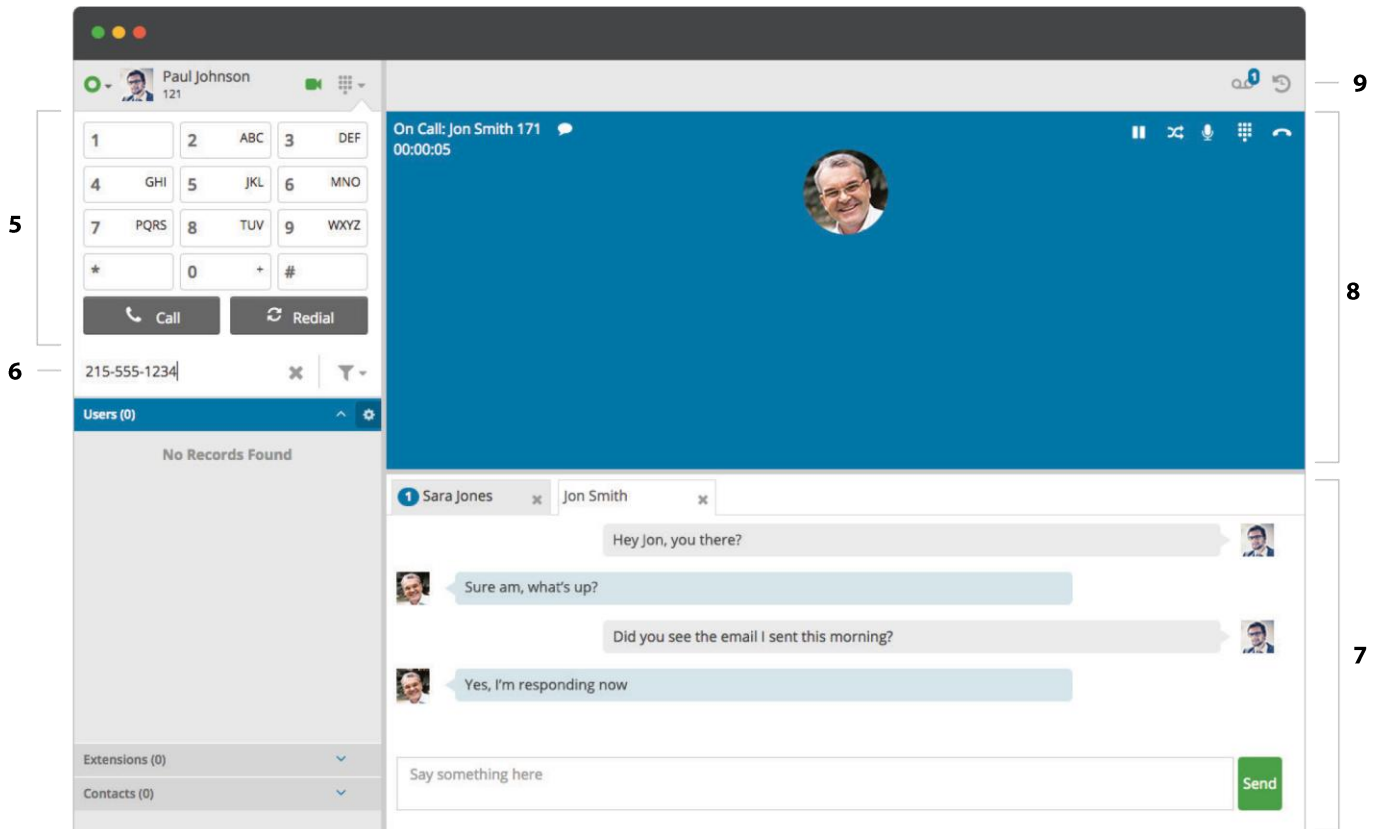 Paul Johnson
121
1
9
5
1
2 ABC
3 DEF
4 GHI
5 JKL
6 MNO
7 PQRS
8 TUV
9 WXYZ
*
0 +
#
Call
Redial
6
215-555-1234
Users (0)
No Records Found
Extensions (0)
Contacts (0)
On Call: Jon Smith 171
00:00:05
8
1 Sara Jones
Jon Smith
Hey Jon, you there?
Sure am, what's up?
Did you see the email I sent this morning?
Yes, I'm responding now
7
Say something here
Send